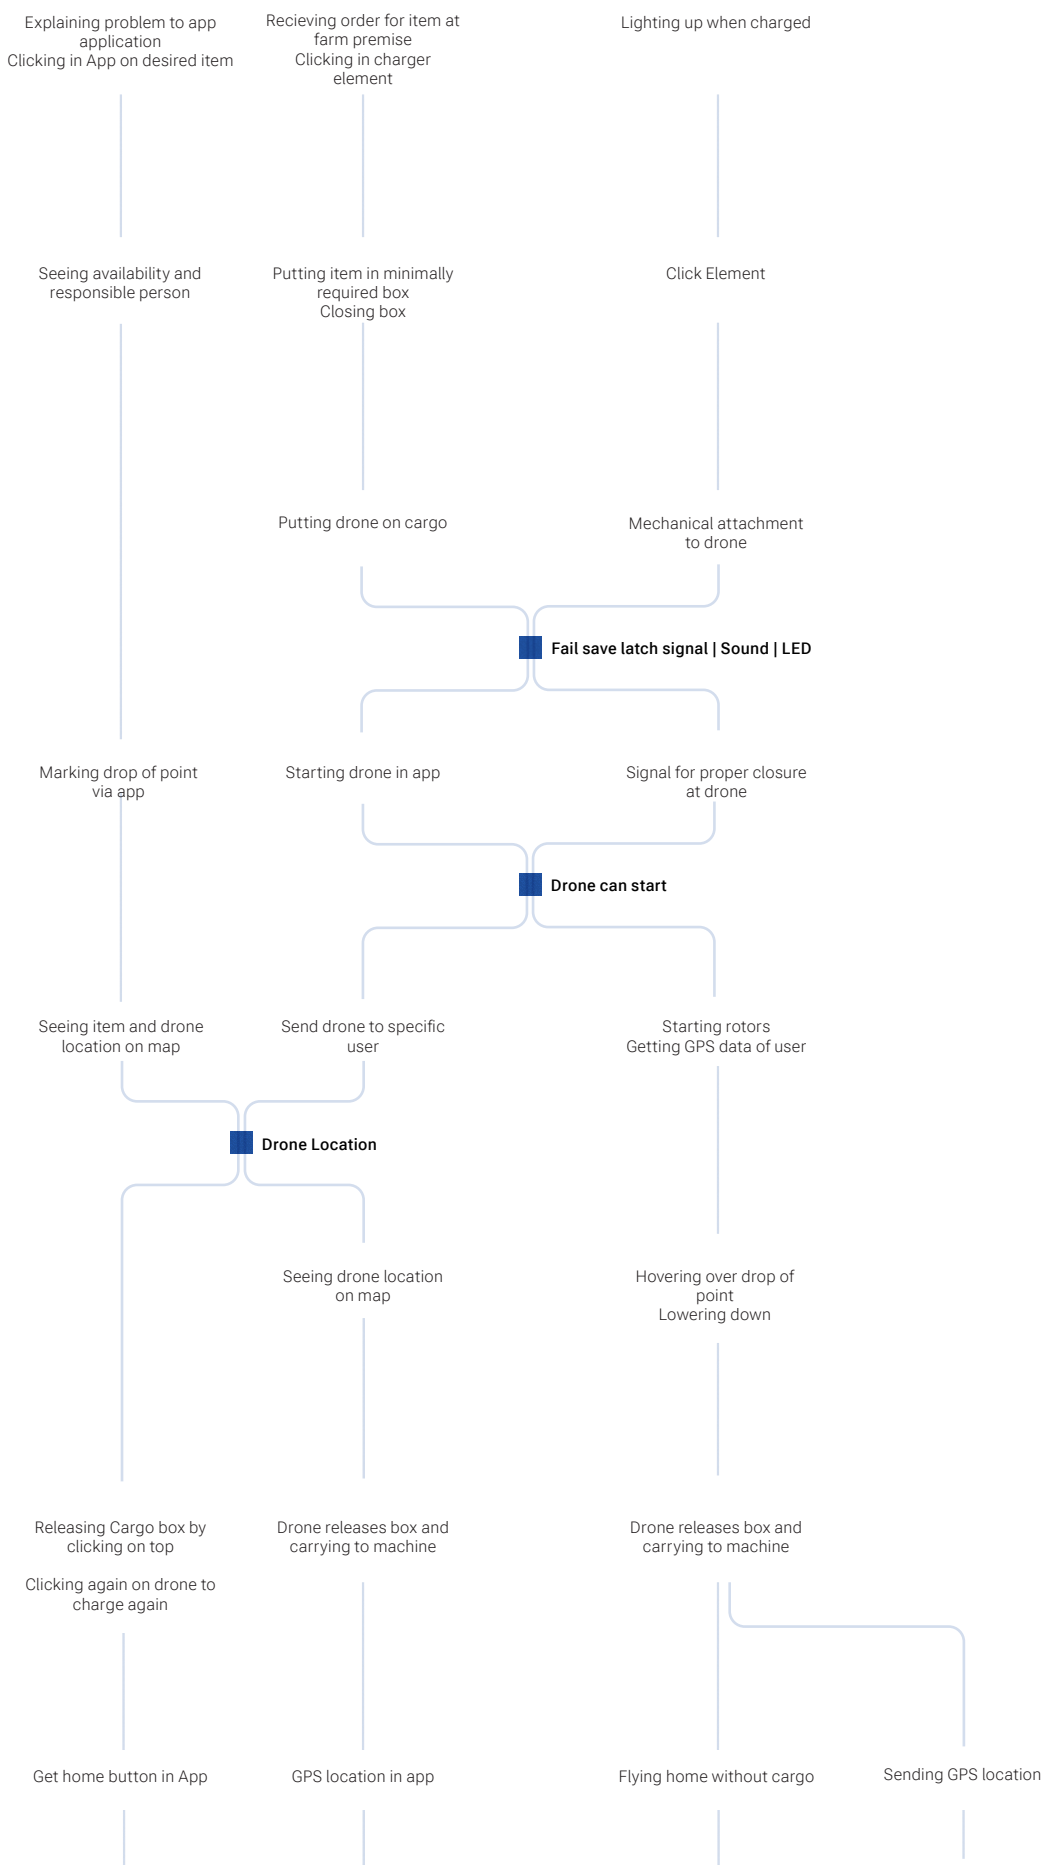 Explaining problem to app
application
Clicking in App on desired item
Recieving order for item at
farm premise
Clicking in charger
element
Lighting up when charged
Seeing availability and
responsible person
Putting item in minimally
required box
Closing box
Click Element
Putting drone on cargo
Mechanical attachment
to drone
Fail save latch signal | Sound | LED
Marking drop of point
via app
Starting drone in app
Signal for proper closure
at drone
Drone can start
Seeing item and drone
location on map
Send drone to specific
user
Starting rotors
Getting GPS data of user
Drone Location
Seeing drone location
on map
Hovering over drop of
point
Lowering down
Releasing Cargo box by
clicking on top
Clicking again on drone to
charge again
Drone releases box and
carrying to machine
Drone releases box and
carrying to machine
Get home button in App
GPS location in app
Flying home without cargo
Sending GPS location